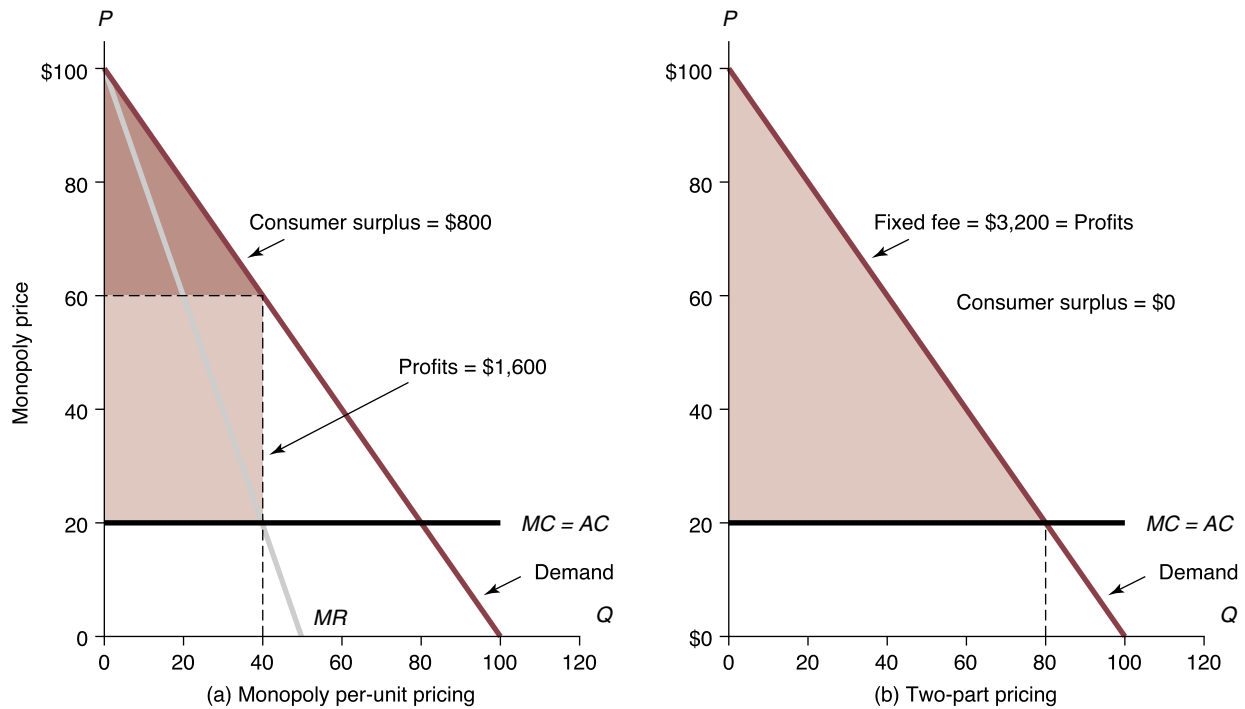 P
$100
80
60
40
20
0
Monopoly price
Consumer surplus = $800
Profits = $1,600
MC = AC
Demand
MR
Q
0 20 40 60 80 100 120
(a) Monopoly per-unit pricing
P
$100
80
60
40
20
$0
Fixed fee = $3,200 = Profits
Consumer surplus = $0
MC = AC
Demand
Q
0 20 40 60 80 100 120
(b) Two-part pricing